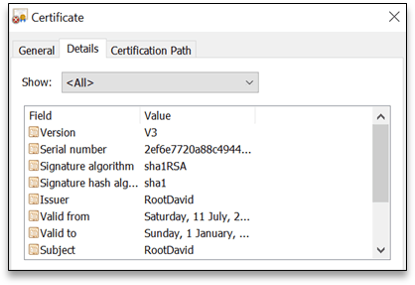 Certificate
General Details Certification Path
Show: <All>
Field Value
Version V3
Serial number 2ef6e7720a88c4944...
Signature algorithm sha1RSA
Signature hash alg... sha1
Issuer RootDavid
Valid from Saturday, 11 July, 2...
Valid to Sunday, 1 January, ...
Subject RootDavid